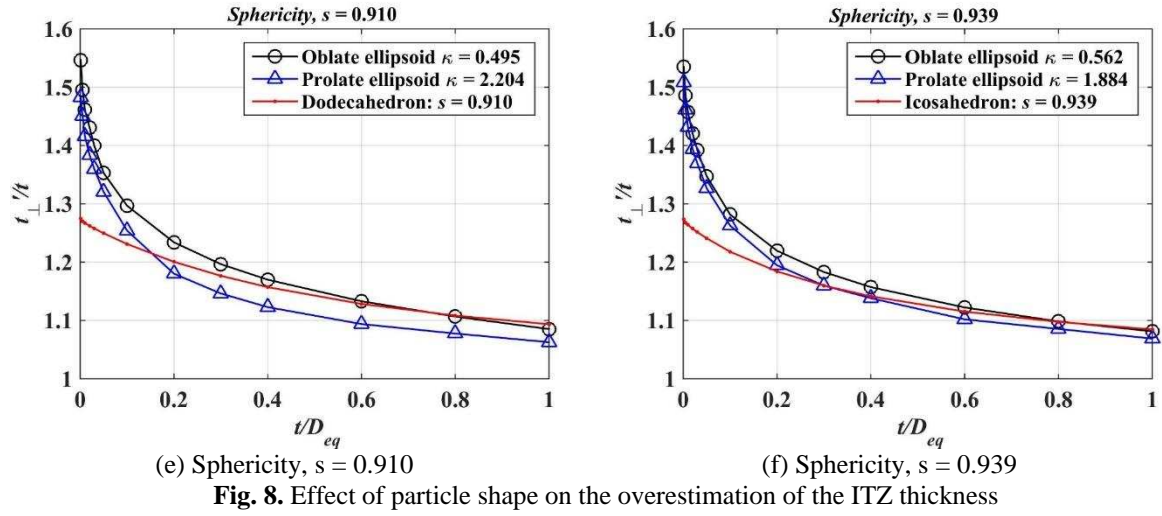 Sphericity, s = 0.910
1.6
1.5
1.4
1.3
1.2
1.1
1
t⊥'/t
Oblate ellipsoid κ = 0.495
Prolate ellipsoid κ = 2.204
Dodecahedron: s = 0.910
0 0.2 0.4 0.6 0.8 1
t/Deq
(e) Sphericity, s = 0.910
Sphericity, s = 0.939
1.6
1.5
1.4
1.3
1.2
1.1
1
t⊥'/t
Oblate ellipsoid κ = 0.562
Prolate ellipsoid κ = 1.884
Icosahedron: s = 0.939
0 0.2 0.4 0.6 0.8 1
t/Deq
(f) Sphericity, s = 0.939
Fig. 8. Effect of particle shape on the overestimation of the ITZ thickness